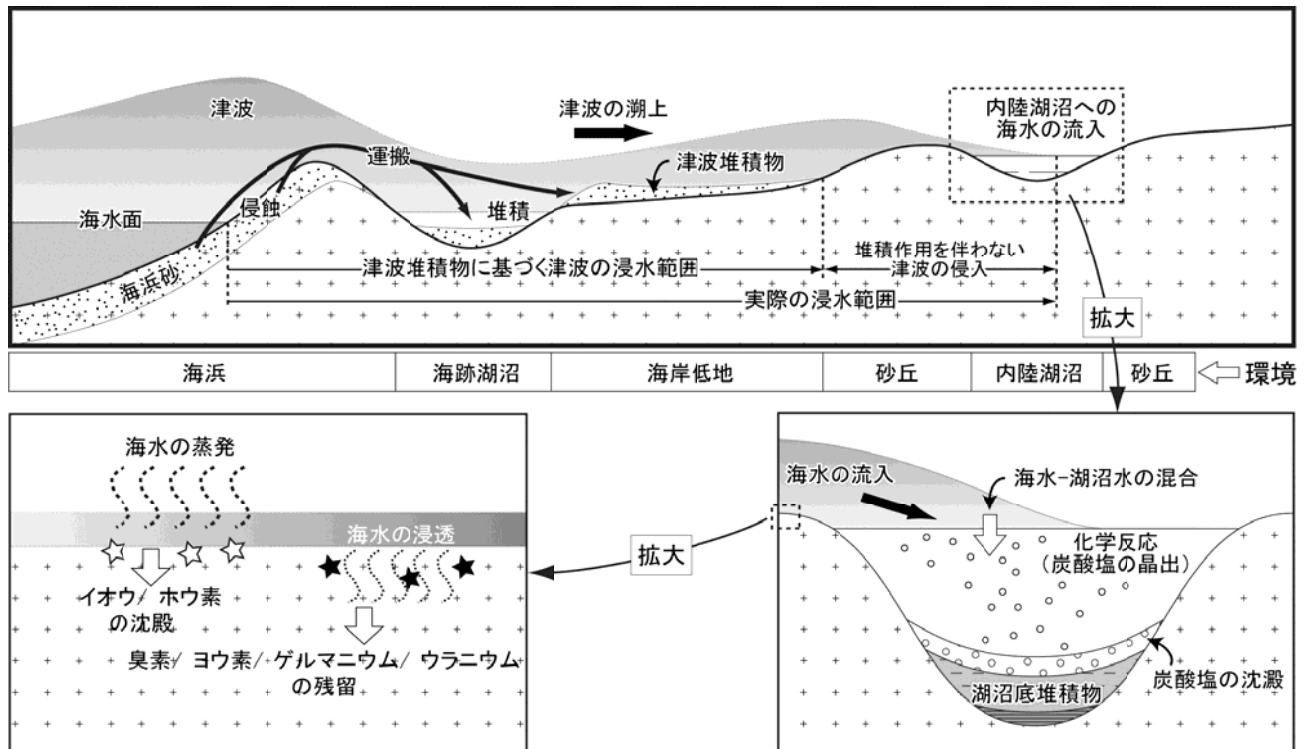 津波
津波の溯上
内陸湖沼への
海水の流入
運搬
津波堆積物
侵蝕
堆積
海水面
海浜砂
堆積作用を伴わない
津波の侵入
津波堆積物に基づく津波の浸水範囲
実際の浸水範囲
拡大
海浜
海跡湖沼
海岸低地
砂丘
内陸湖沼
砂丘
環境
海水の蒸発
海水の浸透
イオウ/ ホウ素
の沈殿
臭素/ ヨウ素/ ゲルマニウム/ ウラニウム
の残留
拡大
海水の流入
海水-湖沼水の混合
化学反応
(炭酸塩の晶出)
炭酸塩の沈澱
湖沼底堆積物